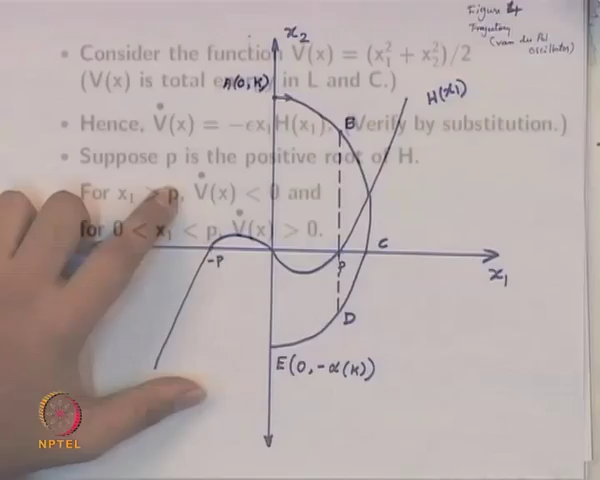 Figure 4
Trajectory
(van der Pol
oscillator)
x₂
• Consider the function V(x) = (x₁² + x₂²)/2
(V(x) is total energy in L and C.)
A(0,K)
H(x₁)
• Hence, V̇(x) = −ϵx₁H(x₁). (Verify by substitution.)
B
• Suppose p is the positive root of H.
For x₁ > p, V̇(x) < 0 and
for 0 < x₁ < p, V̇(x) > 0.
-P
P
C
x₁
D
E(0,-α(K))
NPTEL